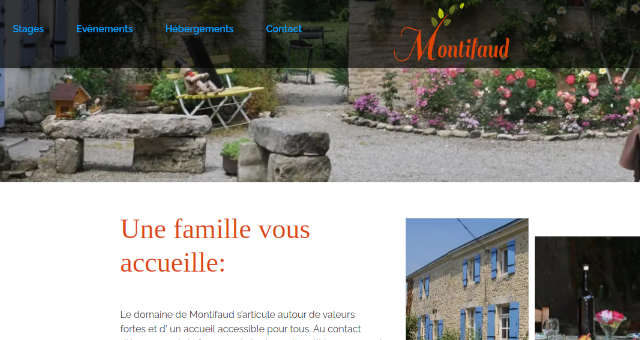 Stages Evènements Hébergements Contact
Montifaud
Une famille vous
accueille:
Le domaine de Montifaud s'articule autour de valeurs
fortes et d' un accueil accessible pour tous. Au contact